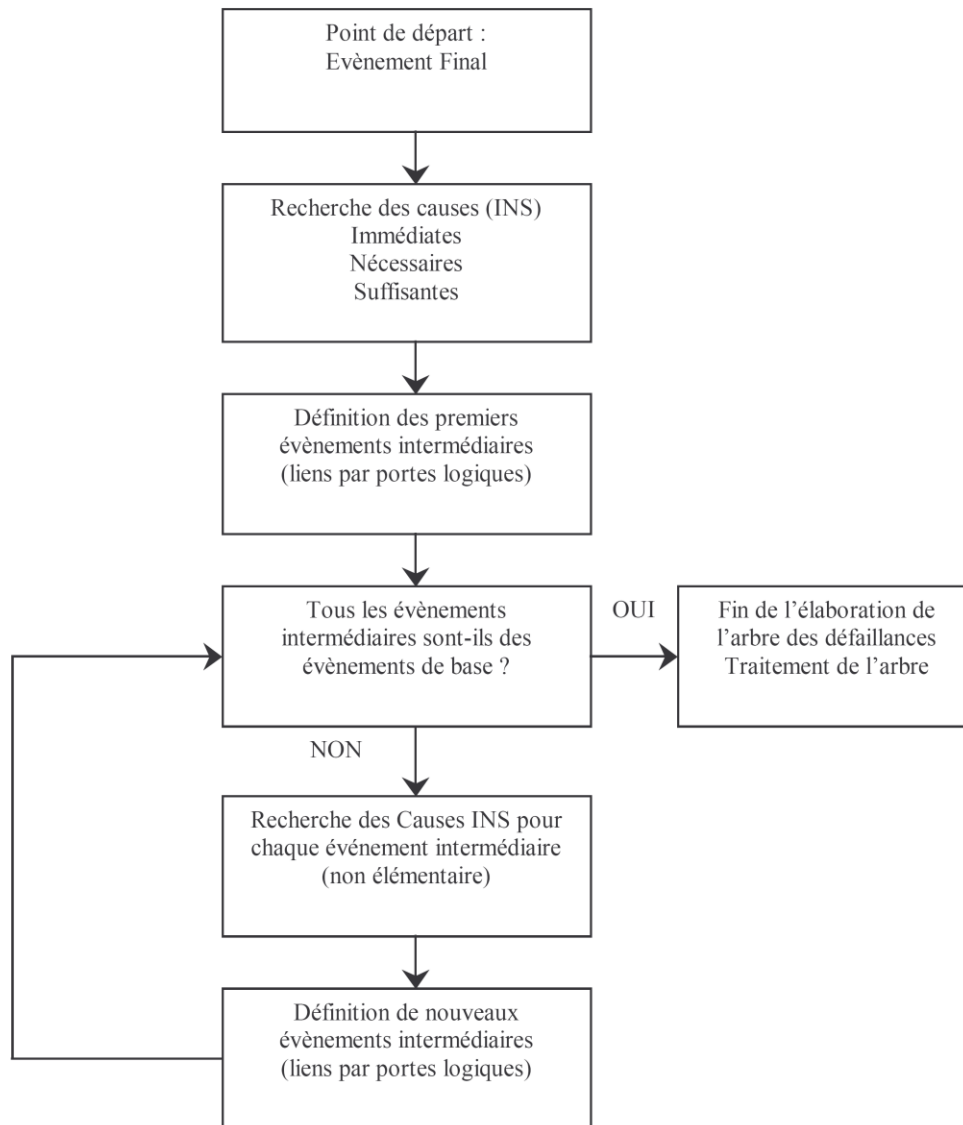 Point de départ :
Evènement Final
Recherche des causes (INS)
Immédiates
Nécessaires
Suffisantes
Définition des premiers
évènements intermédiaires
(liens par portes logiques)
Tous les évènements
intermédiaires sont-ils des
évènements de base ?
OUI
Fin de l’élaboration de
l’arbre des défaillances
Traitement de l’arbre
NON
Recherche des Causes INS pour
chaque événement intermédiaire
(non élémentaire)
Définition de nouveaux
évènements intermédiaires
(liens par portes logiques)